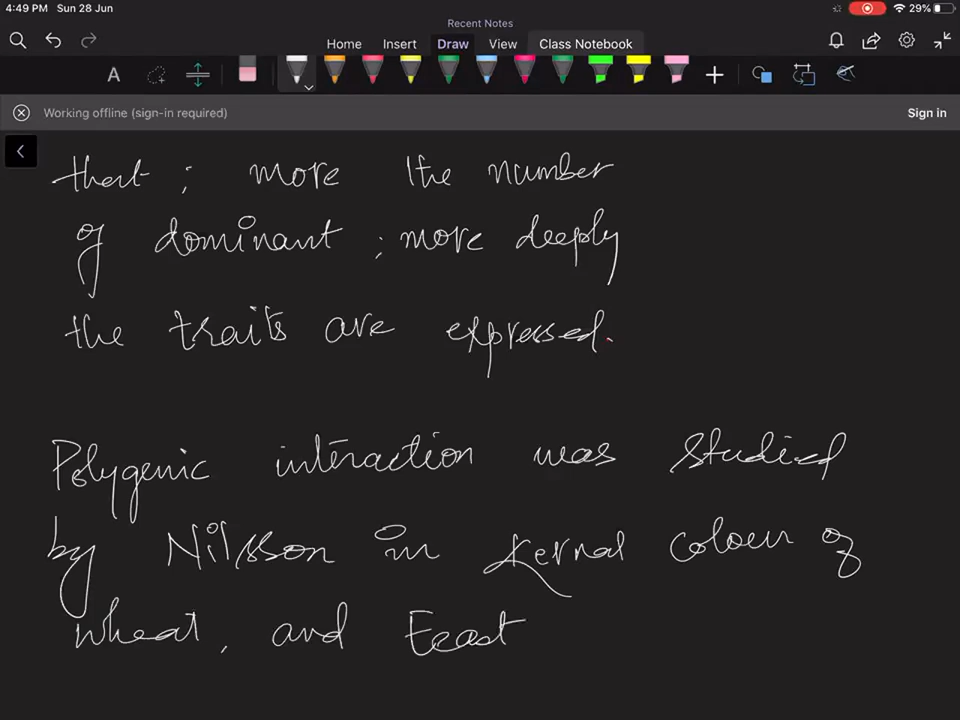 4:49 PM Sun 28 Jun 29%
Recent Notes
Home Insert Draw View Class Notebook
A
Working offline (sign-in required) Sign in
that ; more the number
of dominant ; more deeply
the traits are expressed.
Polygenic interaction was studied
by Nilsson in Kernal colour of
wheat, and East